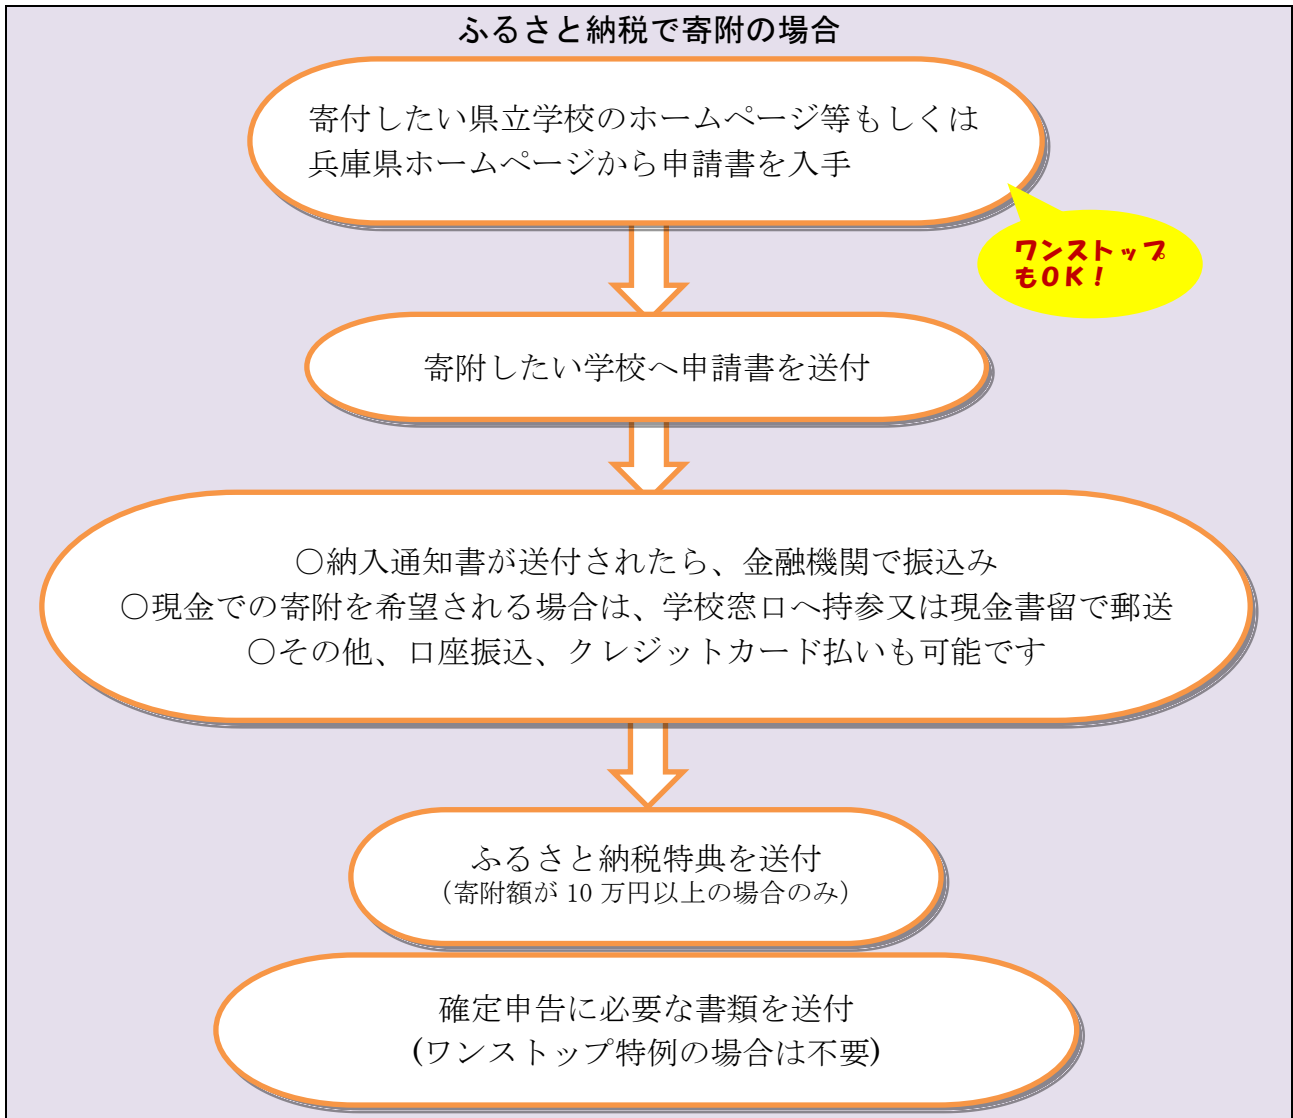 ふるさと納税で寄附の場合
寄付したい県立学校のホームページ等もしくは
兵庫県ホームページから申請書を入手
ワンストップ
もOK！
寄附したい学校へ申請書を送付
○納入通知書が送付されたら、金融機関で振込み
○現金での寄附を希望される場合は、学校窓口へ持参又は現金書留で郵送
○その他、口座振込、クレジットカード払いも可能です
ふるさと納税特典を送付
（寄附額が 10 万円以上の場合のみ）
確定申告に必要な書類を送付
(ワンストップ特例の場合は不要)